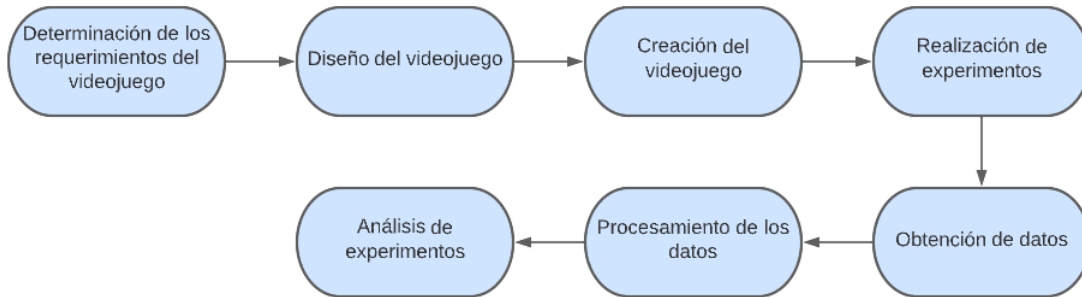 Determinación de los
requerimientos del
videojuego
Diseño del videojuego
Creación del
videojuego
Realización de
experimentos
Obtención de datos
Procesamiento de los
datos
Análisis de
experimentos